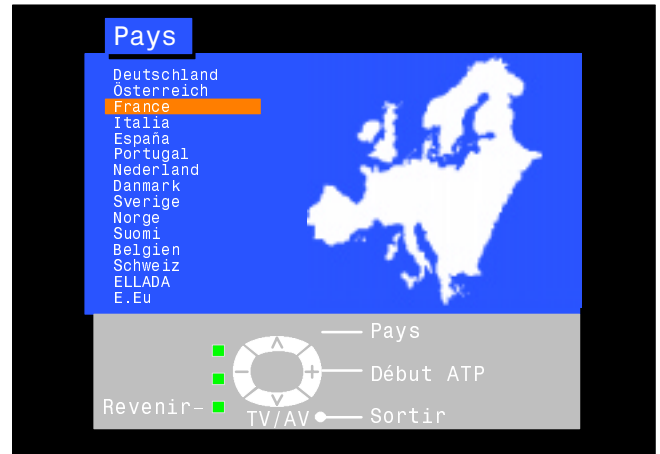 Pays
Deutschland
Österreich
France
Italia
España
Portugal
Nederland
Danmark
Sverige
Norge
Suomi
Belgien
Schweiz
ELLADA
E.Eu
Pays
Début ATP
Revenir
TV/AV Sortir